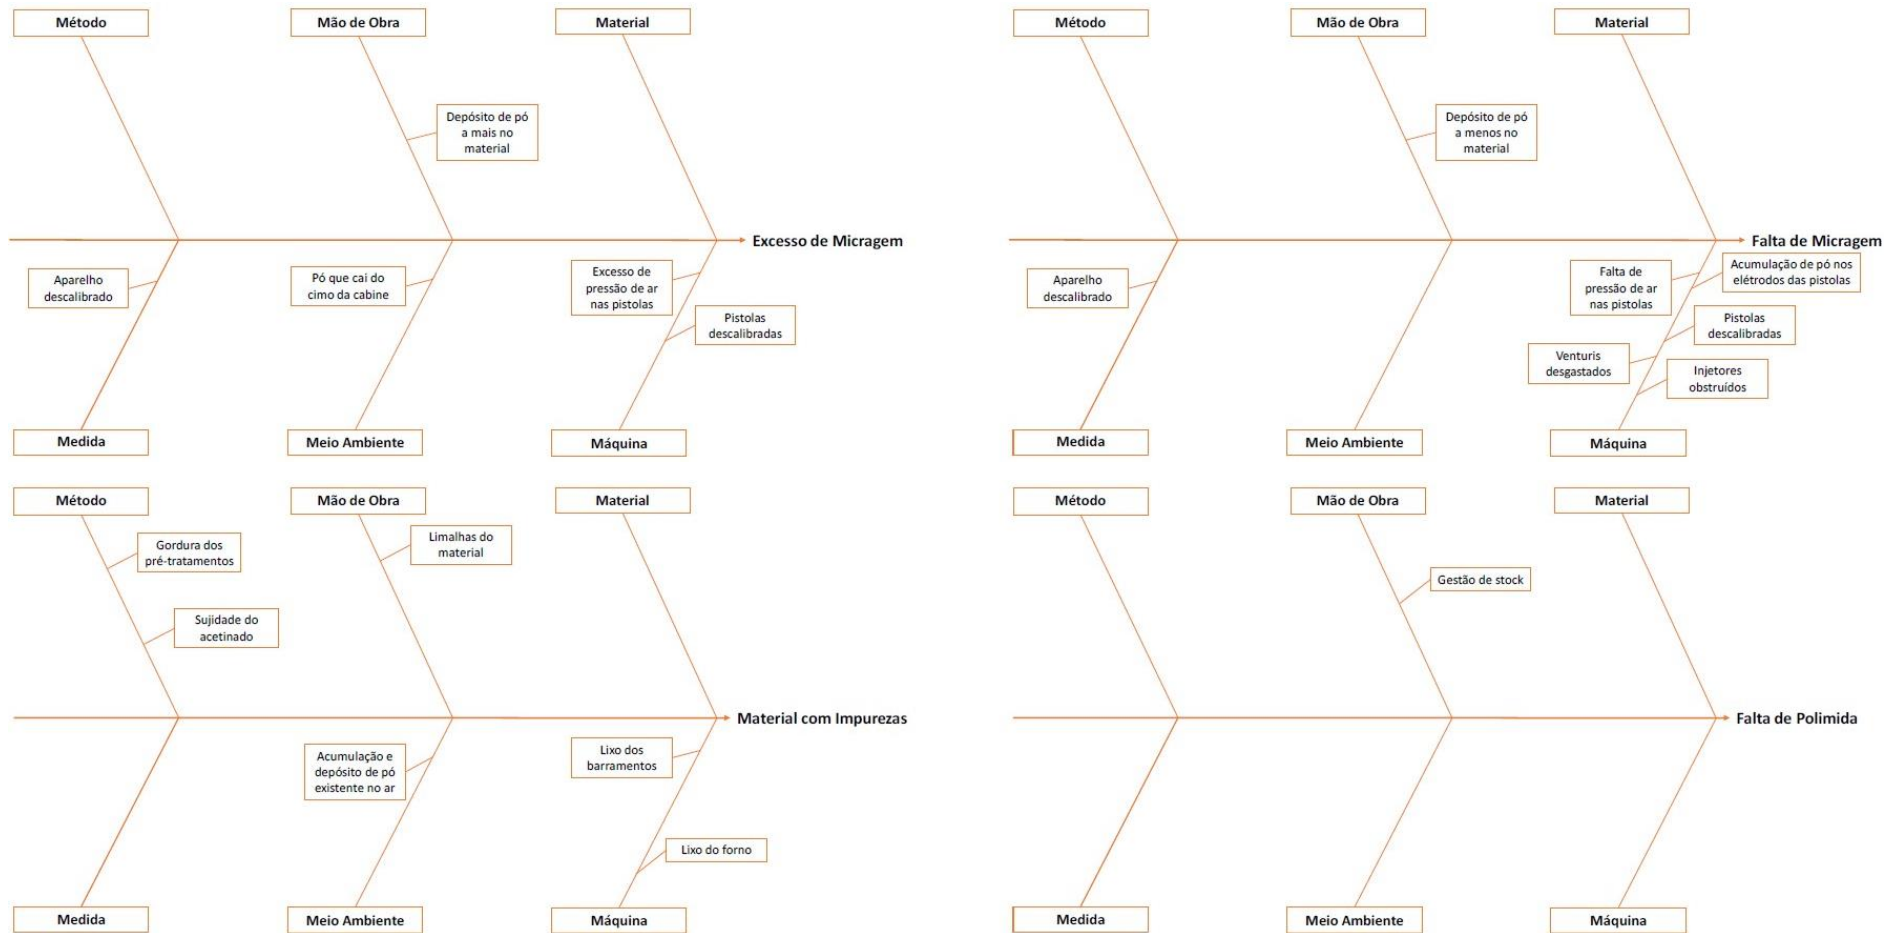 Método
Mão de Obra
Material
Depósito de pó
a mais no
material
Excesso de Micragem
Aparelho
descalibrado
Pó que cai do
cimo da cabine
Excesso de
pressão de ar
nas pistolas
Pistolas
descalibradas
Medida
Meio Ambiente
Máquina
Método
Mão de Obra
Material
Depósito de pó
a menos no
material
Falta de Micragem
Aparelho
descalibrado
Falta de
pressão de ar
nas pistolas
Acumulação de pó nos
elétrodos das pistolas
Pistolas
descalibradas
Venturis
desgastados
Injetores
obstruídos
Medida
Meio Ambiente
Máquina
Método
Mão de Obra
Material
Gordura dos
pré-tratamentos
Limalhas do
material
Sujidade do
acetinado
Material com Impurezas
Acumulação e
depósito de pó
existente no ar
Lixo dos
barramentos
Lixo do forno
Medida
Meio Ambiente
Máquina
Método
Mão de Obra
Material
Gestão de stock
Falta de Polimida
Medida
Meio Ambiente
Máquina